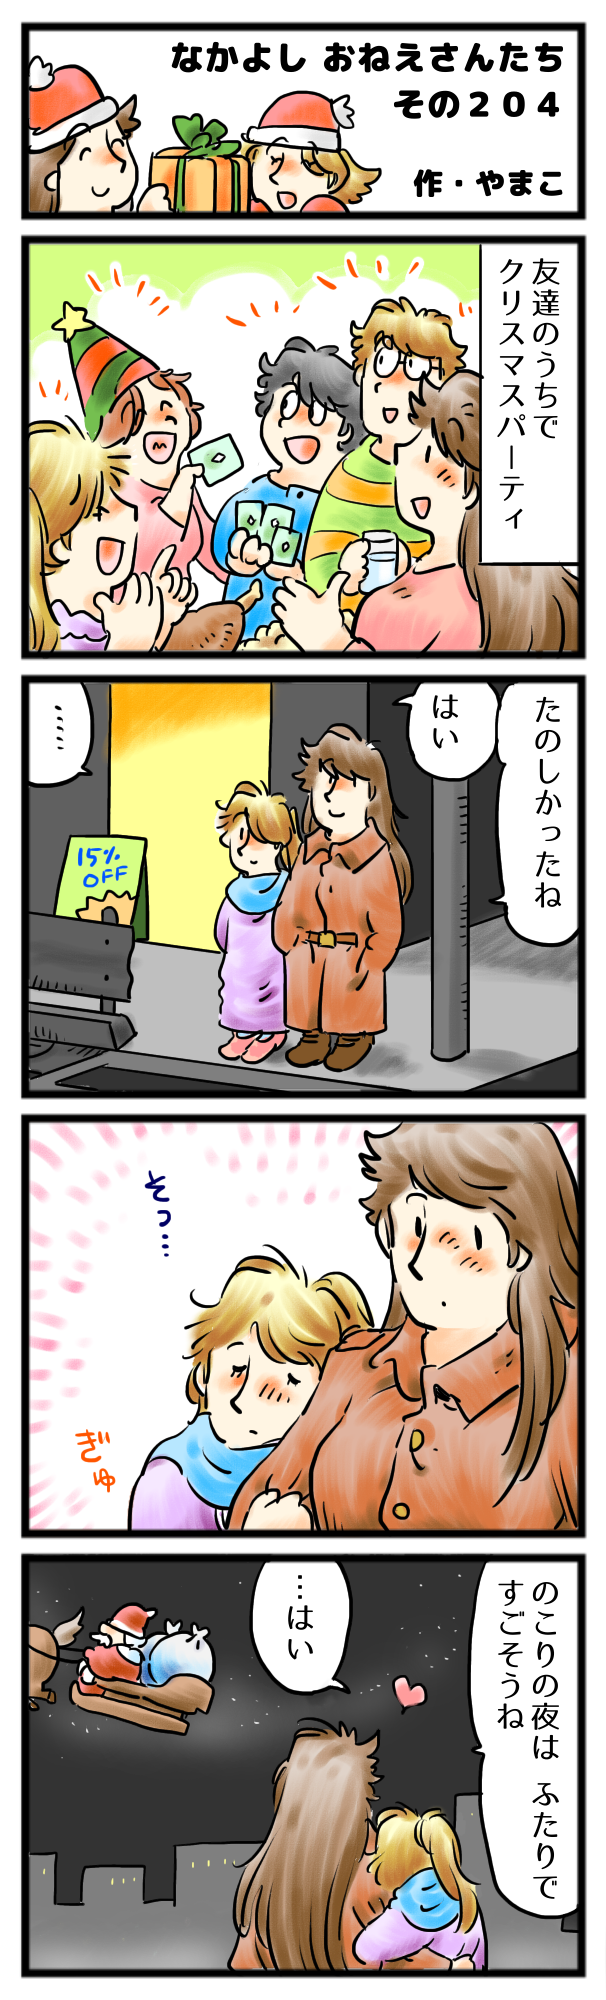 なかよし おねえさんたち
その２０４
作・やまこ
友達のうちで
クリスマスパーティ
たのしかったね
はい
……
15%
OFF
そっ…
ぎゅ
のこりの夜は ふたりで
すごそうね
…はい